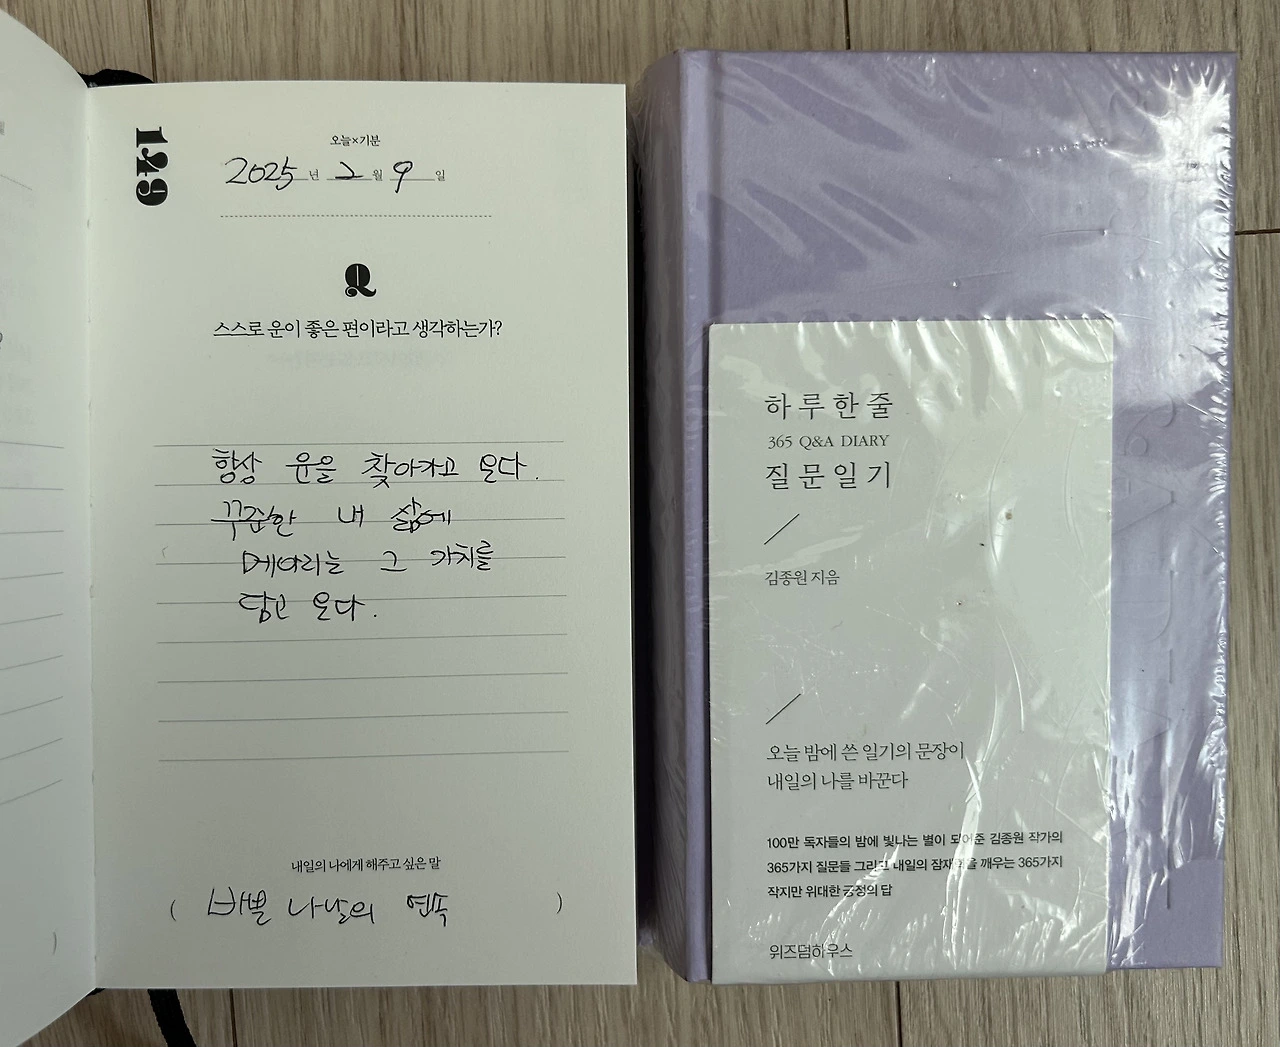 149
오늘×기분
2025년 2월 9일
Q
스스로 운이 좋은 편이라고 생각하는가?
항상 운을 찾아가고 온다.
꾸준한 내 삶에
메아리는 그 가치를
담고 온다.
내일의 나에게 해주고 싶은 말
( 빼별 나날의 연속 )
하루 한 줄
365 Q&A DIARY
질문일기
김종원 지음
오늘 밤에 쓴 일기의 문장이
내일의 나를 바꾼다
100만 독자들의 밤에 빛나는 별이 되어준 김종원 작가의
365가지 질문들 그리고 내일의 잠재력을 깨우는 365가지
작지만 위대한 긍정의 답
위즈덤하우스